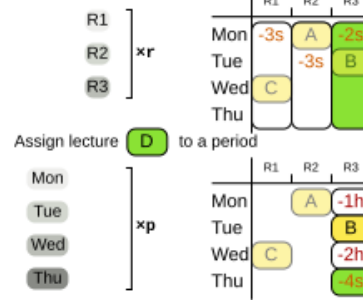 R1 R2 R3
R1
Mon -3s A -2s
R2 ×r
Tue -3s B
R3
Wed C
Thu
Assign lecture D to a period
R1 R2 R3
Mon
Mon A -1h
Tue
Tue B
×p
Wed
Wed C -2h
Thu
Thu -4s